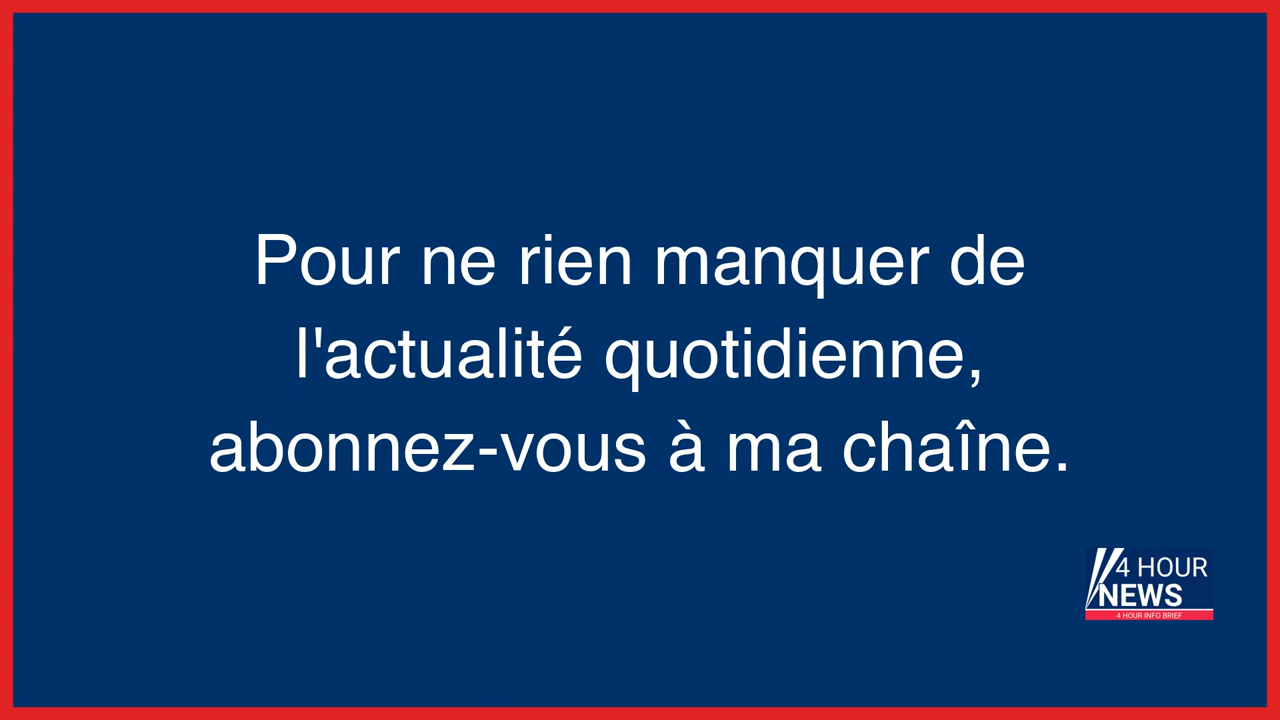 Pour ne rien manquer de
l'actualité quotidienne,
abonnez-vous à ma chaîne.
4 HOUR
NEWS
4 HOUR INFO BRIEF